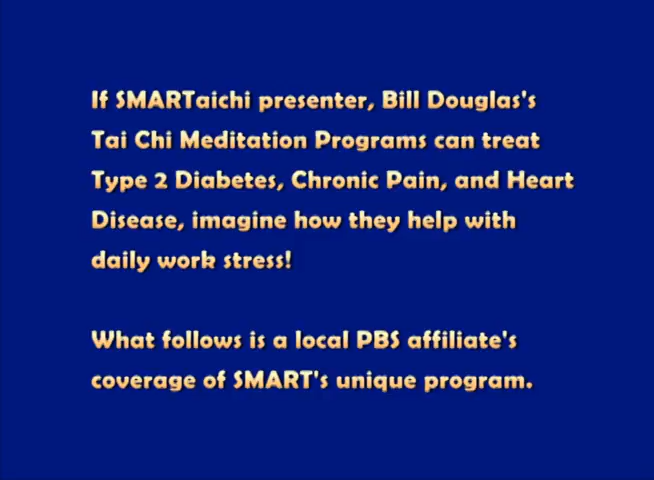 If SMARTaichi presenter, Bill Douglas's
Tai Chi Meditation Programs can treat
Type 2 Diabetes, Chronic Pain, and Heart
Disease, imagine how they help with
daily work stress!
What follows is a local PBS affiliate's
coverage of SMART's unique program.